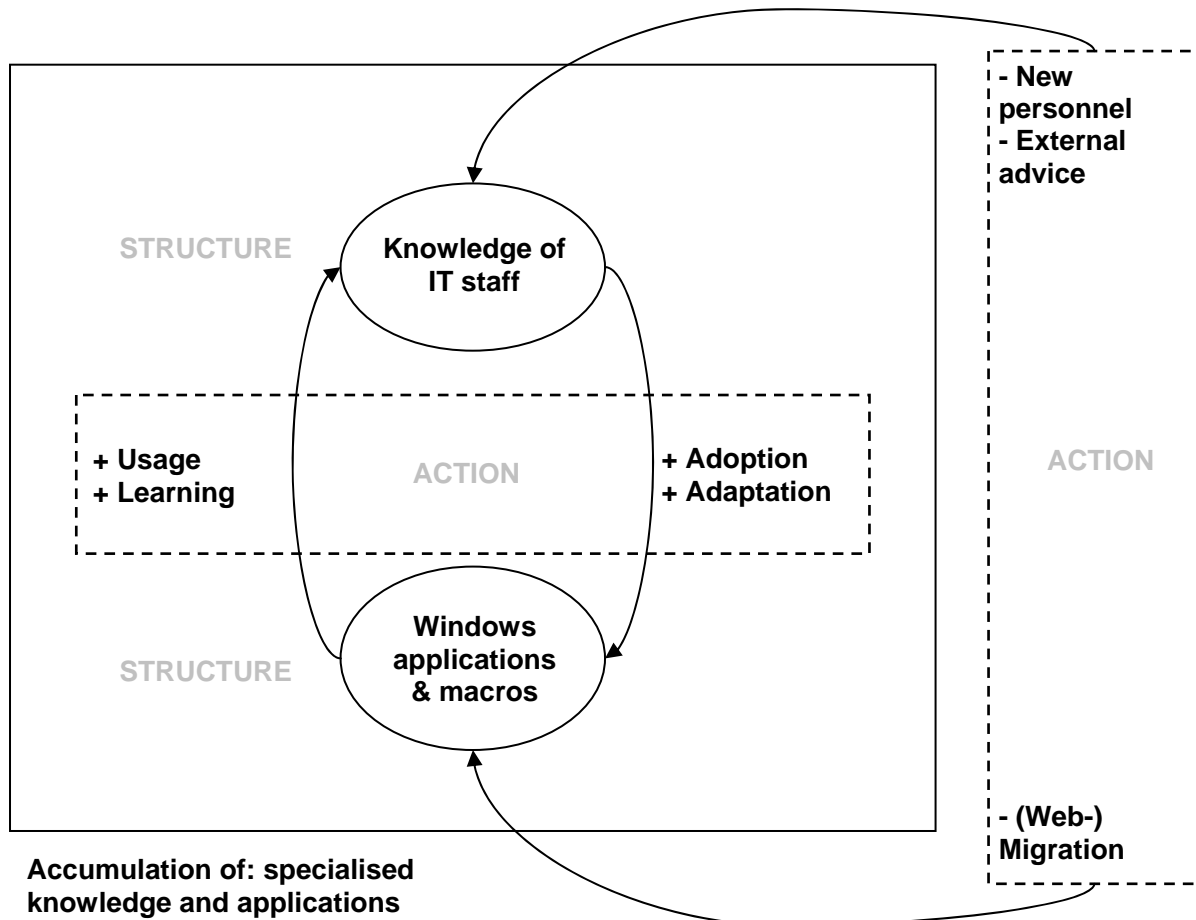 - New
personnel
- External
advice
STRUCTURE
Knowledge of
IT staff
+ Usage
+ Learning
ACTION
+ Adoption
+ Adaptation
ACTION
STRUCTURE
Windows
applications
& macros
- (Web-)
Migration
Accumulation of: specialised
knowledge and applications